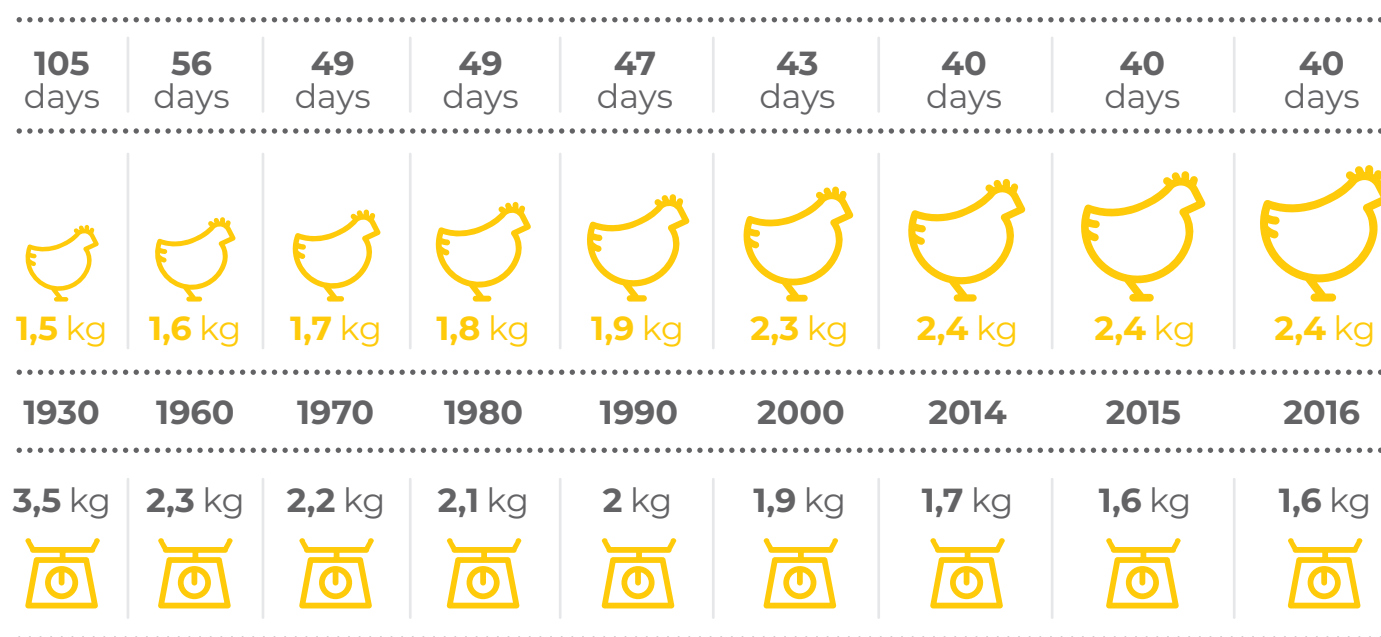 105 56 49 49 47 43 40 40 40
days days days days days days days days days
1,5 kg 1,6 kg 1,7 kg 1,8 kg 1,9 kg 2,3 kg 2,4 kg 2,4 kg 2,4 kg
1930 1960 1970 1980 1990 2000 2014 2015 2016
3,5 kg 2,3 kg 2,2 kg 2,1 kg 2 kg 1,9 kg 1,7 kg 1,6 kg 1,6 kg